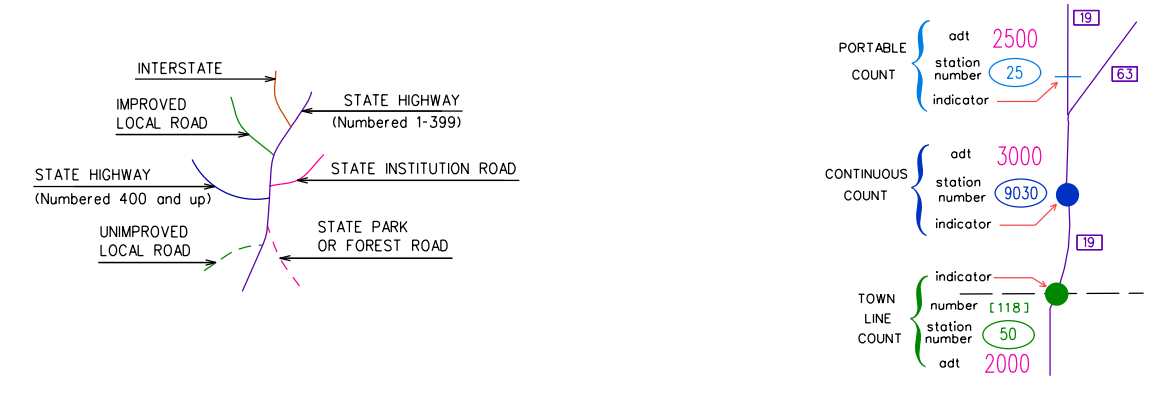 INTERSTATE
IMPROVED
LOCAL ROAD
STATE HIGHWAY
(Numbered 1-399)
STATE INSTITUTION ROAD
STATE HIGHWAY
(Numbered 400 and up)
UNIMPROVED
LOCAL ROAD
STATE PARK
OR FOREST ROAD
PORTABLE
COUNT
adt 2500
station
number 25
indicator
19
63
CONTINUOUS
COUNT
adt 3000
station
number 9030
indicator
19
TOWN
LINE
COUNT
indicator
number [118]
station
number 50
adt 2000